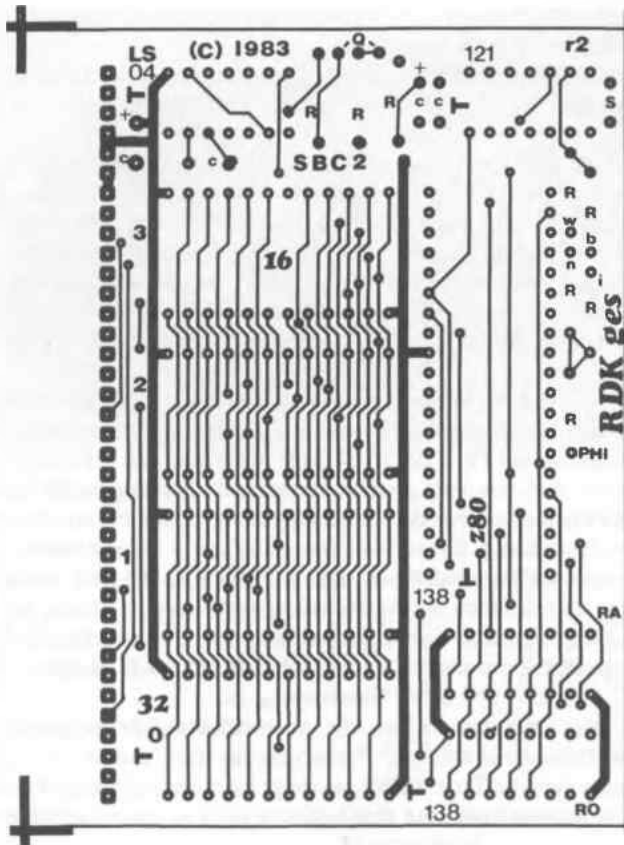 LS (C) 1983 Q 121 r2
04
T + T
+ R R R c c S
c c SBC 2
3 16 R
w R
n b
i
R R
RDK ges
2
R
PHI
z80
1 T
138
RA
32
0
T T
138 RO